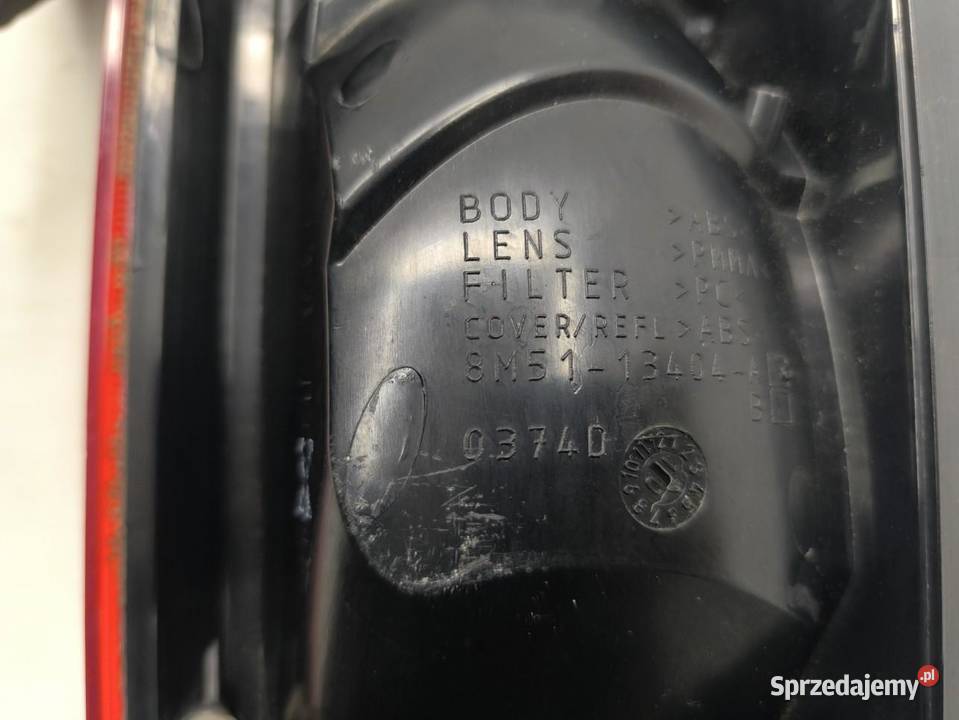 BODY >ABS
LENS >PMMA<
FILTER >PC<
COVER/REFL >ABS
8M51-13404-A
B
0374D
Sprzedajemy.pl